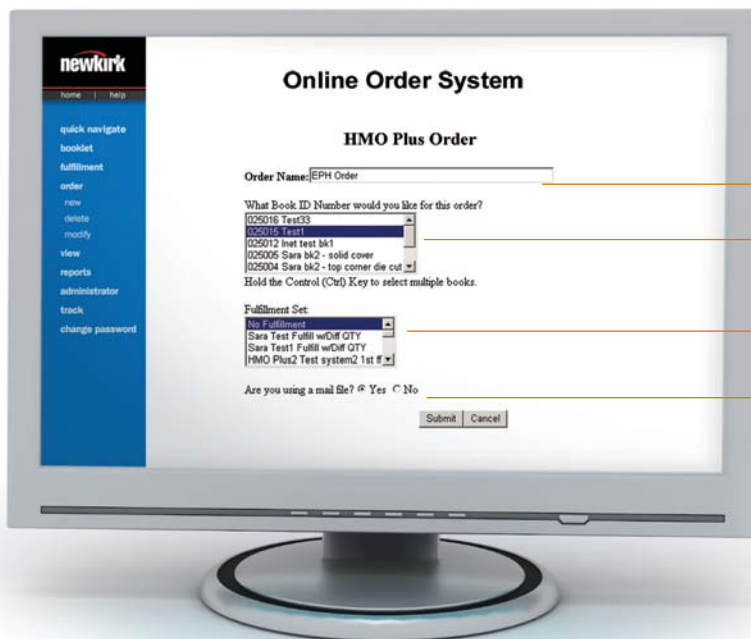 newkirk
home | help
quick navigate
booklet
fulfillment
order
new
delete
modify
view
reports
administrator
track
change password
Online Order System
HMO Plus Order
Order Name: EPH Order
What Book ID Number would you like for this order?
025016 Test33
025015 Test1
025012 Inet test bk1
025005 Sara bk2 - solid cover
025004 Sara bk2 - top corner die cut
Hold the Control (Ctrl) Key to select multiple books.
Fulfillment Set:
No Fulfillment
Sara Test Fulfill w/Diff QTY
Sara Test1 Fulfill w/Diff QTY
HMO Plus2 Test system2 1st ff
Are you using a mail file? Yes No
Submit Cancel